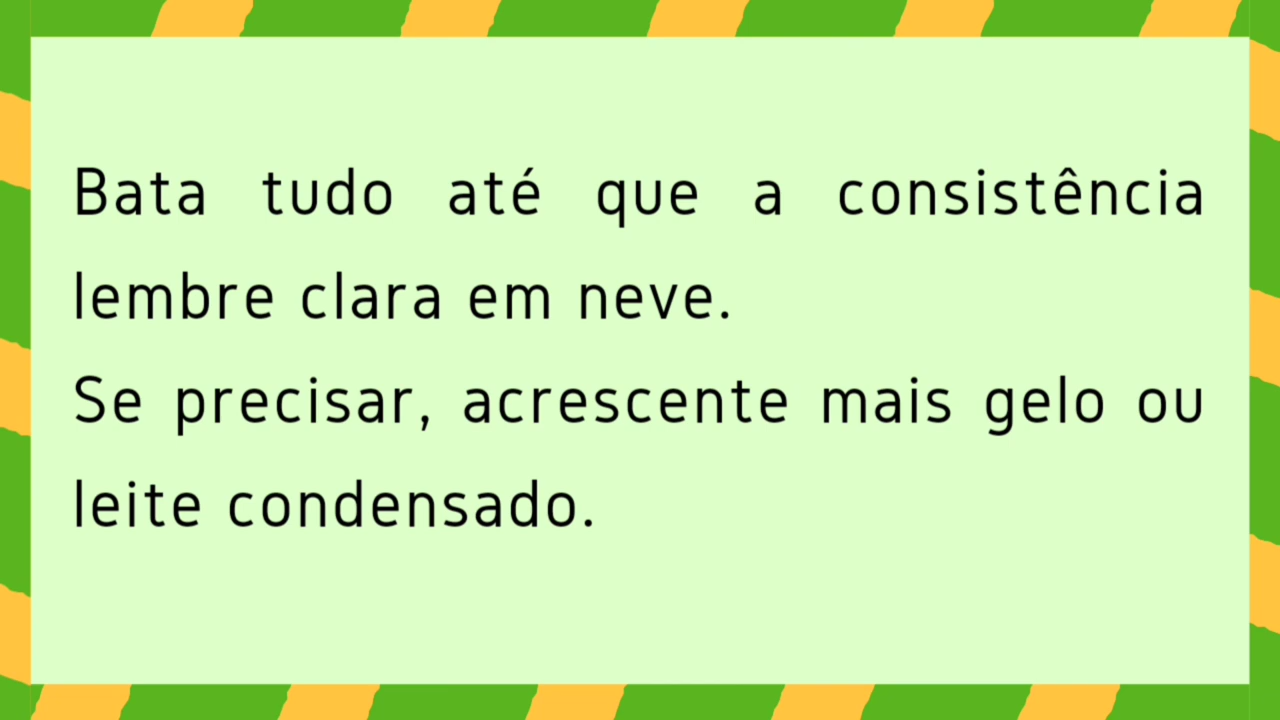 Bata tudo até que a consistência
lembre clara em neve.
Se precisar, acrescente mais gelo ou
leite condensado.